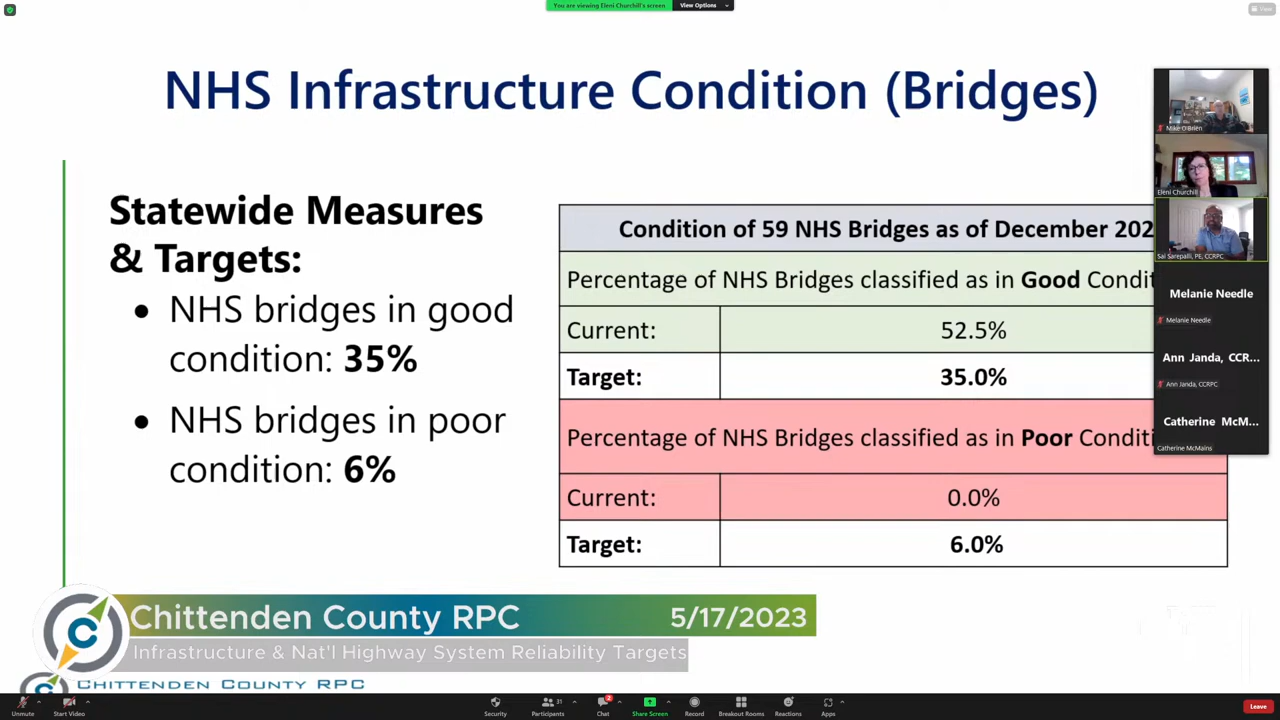 You are viewing Eleni Churchill's screen
View Options
View
NHS Infrastructure Condition (Bridges)
Statewide Measures
& Targets:
• NHS bridges in good
condition: 35%
• NHS bridges in poor
condition: 6%
Condition of 59 NHS Bridges as of December 202
Percentage of NHS Bridges classified as in Good Condit
Current:
52.5%
Target:
35.0%
Percentage of NHS Bridges classified as in Poor Conditi
Current:
0.0%
Target:
6.0%
Mike O'Brien
Eleni Churchill
Sai Sarepalli, PE, CCRPC
Melanie Needle
Melanie Needle
Ann Janda, CCR...
Ann Janda, CCRPC
Catherine McM...
Catherine McMains
C
Chittenden County RPC
5/17/2023
Infrastructure & Nat'l Highway System Reliability Targets
C
CHITTENDEN COUNTY RPC
Unmute
Start Video
Security
Participants
31
Chat
2
Share Screen
Record
Breakout Rooms
Reactions
Apps
Leave